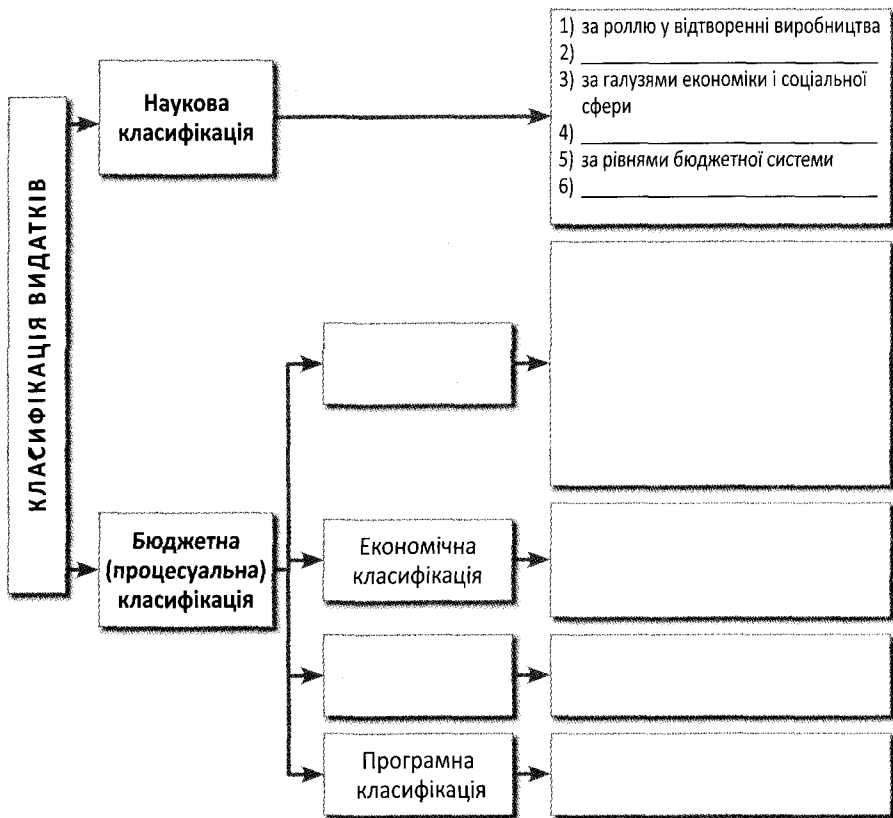 КЛАСИФІКАЦІЯ ВИДАТКІВ
Наукова
класифікація
1) за роллю у відтворенні виробництва
2)
3) за галузями економіки і соціальної
сфери
4)
5) за рівнями бюджетної системи
6)
Бюджетна
(процесуальна)
класифікація
Економічна
класифікація
Програмна
класифікація